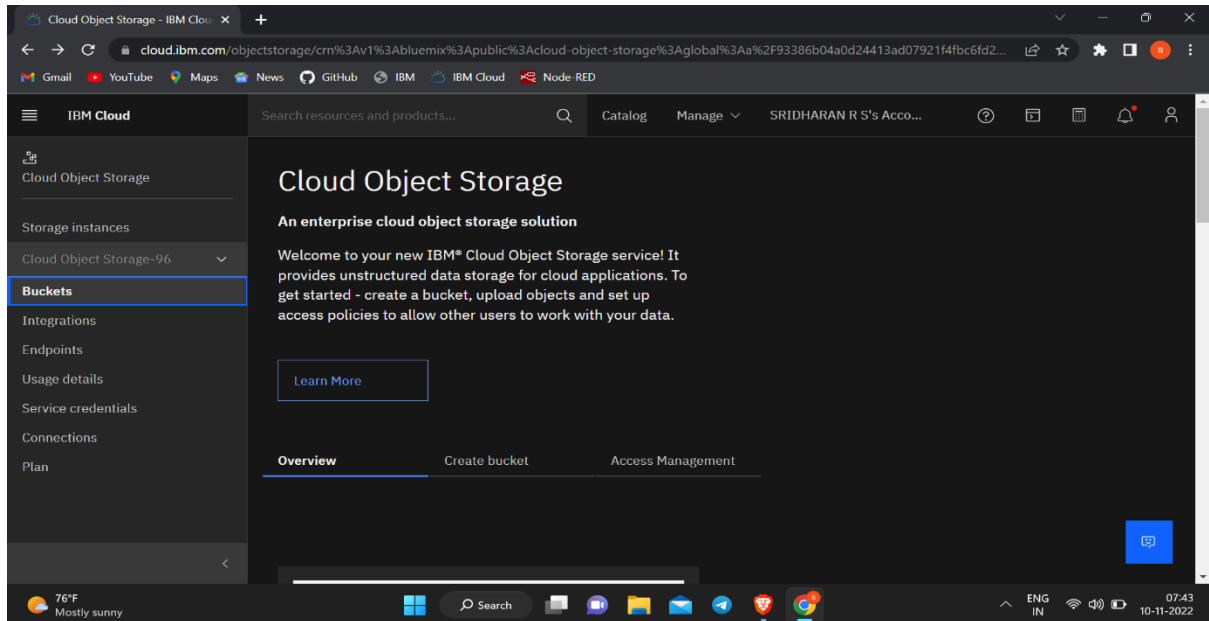 Cloud Object Storage - IBM Clou
cloud.ibm.com/objectstorage/crn%3Av1%3Abluemix%3Apublic%3Acloud-object-storage%3Aglobal%3Aa%2F93386b04a0d24413ad07921f4fbc6fd2...
S
Gmail YouTube Maps News GitHub IBM IBM Cloud Node-RED
IBM Cloud Search resources and products... Catalog Manage SRIDHARAN R S's Acco...
Cloud Object Storage
Storage instances
Cloud Object Storage-96
Buckets
Integrations
Endpoints
Usage details
Service credentials
Connections
Plan
Cloud Object Storage
An enterprise cloud object storage solution
Welcome to your new IBM® Cloud Object Storage service! It
provides unstructured data storage for cloud applications. To
get started - create a bucket, upload objects and set up
access policies to allow other users to work with your data.
Learn More
Overview Create bucket Access Management
76°F
Mostly sunny
Search
ENG
IN
07:43
10-11-2022